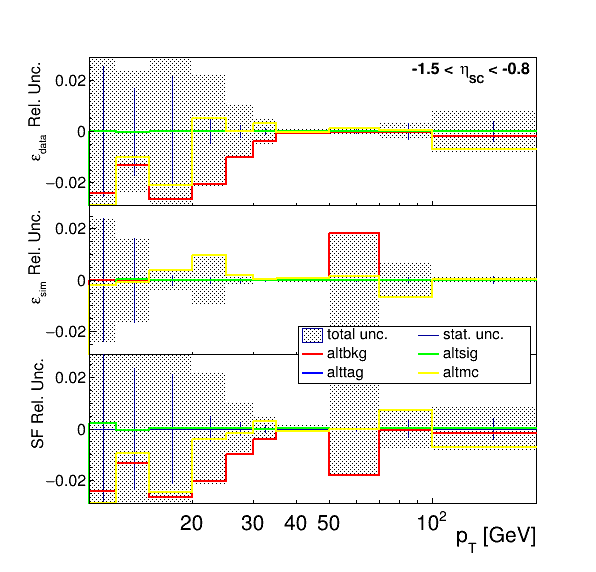 -1.5 < η_SC < -0.8
ε_data Rel. Unc.
0.02
0
−0.02
ε_sim Rel. Unc.
0.02
0
−0.02
total unc. stat. unc.
altbkg altsig
alttag altmc
SF Rel. Unc.
0.02
0
−0.02
20 30 40 50 10²
p_T [GeV]